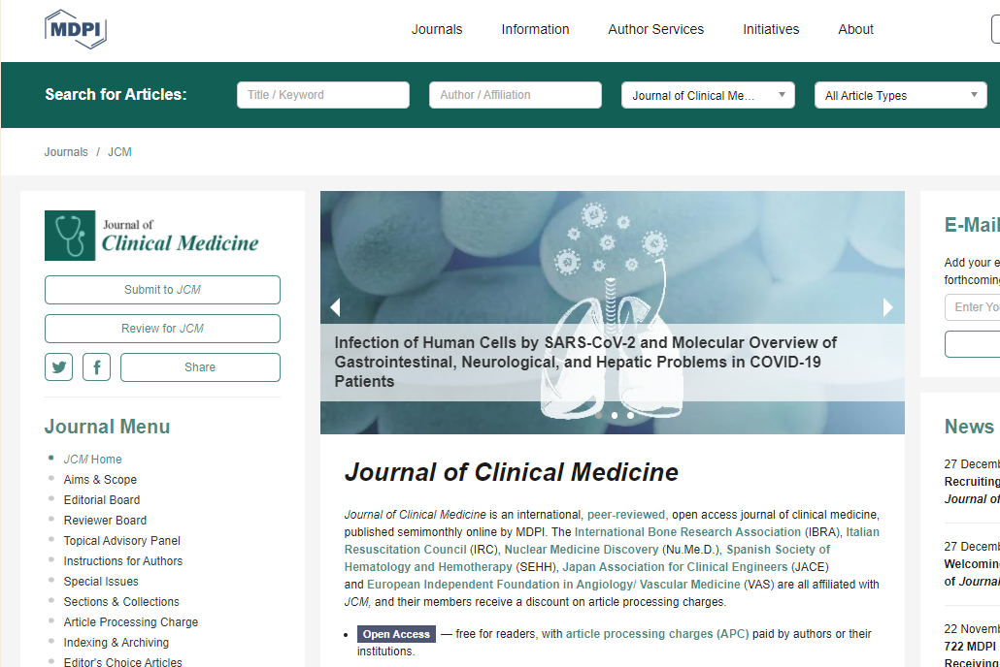 MDPI
Journals Information Author Services Initiatives About
Search for Articles: Title / Keyword Author / Affiliation Journal of Clinical Me... All Article Types
Journals / JCM
Journal of
Clinical Medicine
Submit to JCM
Review for JCM
Share
Journal Menu
JCM Home
Aims & Scope
Editorial Board
Reviewer Board
Topical Advisory Panel
Instructions for Authors
Special Issues
Sections & Collections
Article Processing Charge
Indexing & Archiving
Editor's Choice Articles
Infection of Human Cells by SARS-CoV-2 and Molecular Overview of
Gastrointestinal, Neurological, and Hepatic Problems in COVID-19
Patients
Journal of Clinical Medicine
Journal of Clinical Medicine is an international, peer-reviewed, open access journal of clinical medicine,
published semimonthly online by MDPI. The International Bone Research Association (IBRA), Italian
Resuscitation Council (IRC), Nuclear Medicine Discovery (Nu.Me.D.), Spanish Society of
Hematology and Hemotherapy (SEHH), Japan Association for Clinical Engineers (JACE)
and European Independent Foundation in Angiology/ Vascular Medicine (VAS) are all affiliated with
JCM, and their members receive a discount on article processing charges.
Open Access — free for readers, with article processing charges (APC) paid by authors or their
institutions.
E-Mail
Add your e
forthcoming
Enter Yo
News
27 Decem
Recruiting
Journal of
27 Decem
Welcoming
of Journal
22 Novem
722 MDPI
Receiving